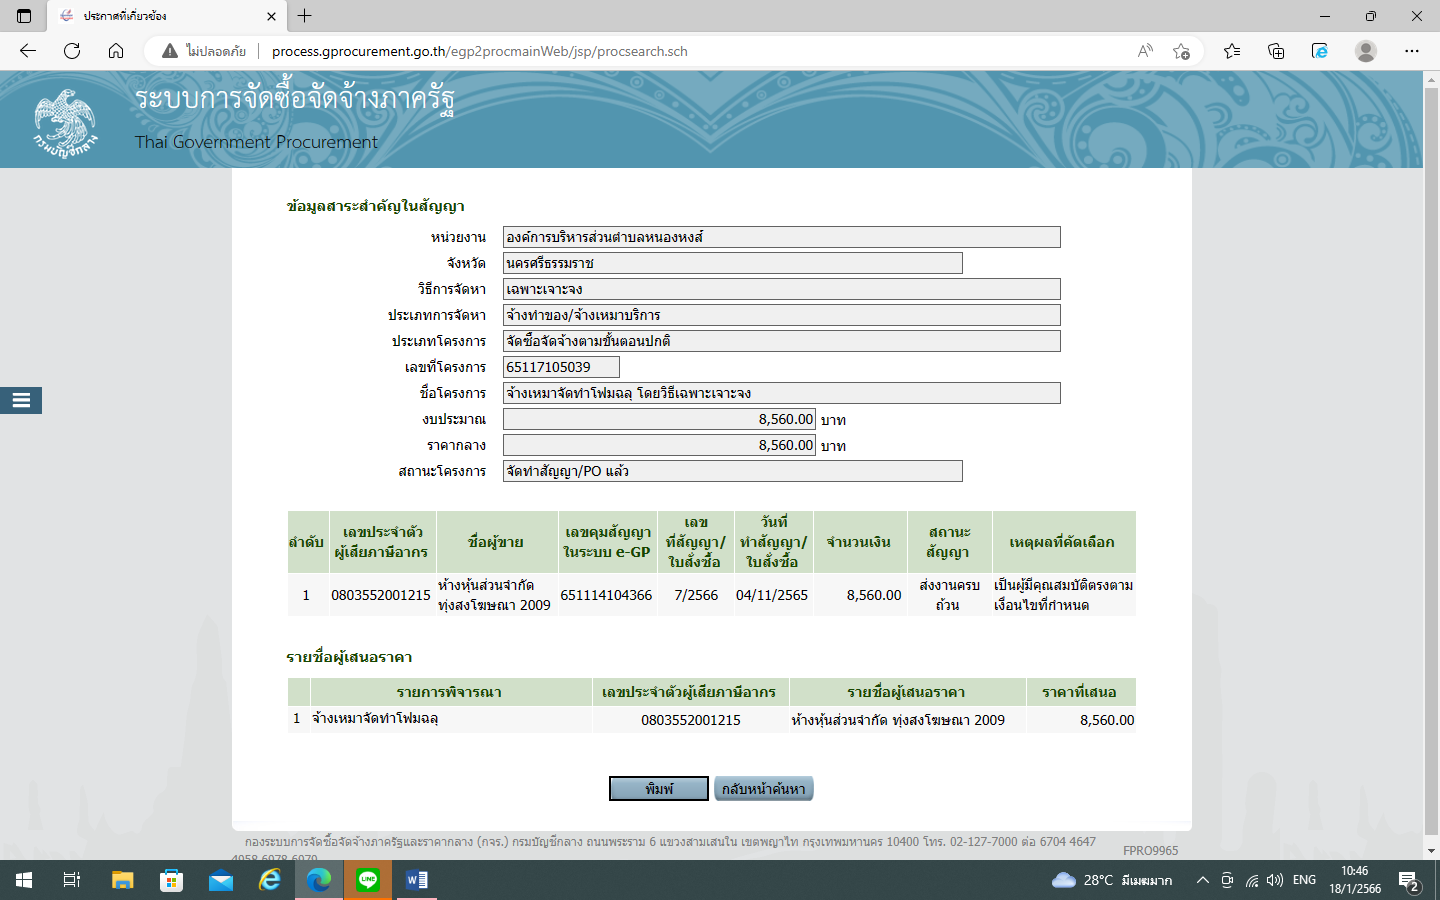 ประกาศที่เกี่ยวข้อง
ไม่ปลอดภัย
process.gprocurement.go.th/egp2procmainWeb/jsp/procsearch.sch
ระบบการจัดซื้อจัดจ้างภาครัฐ
Thai Government Procurement
กรมบัญชีกลาง
ข้อมูลสาระสำคัญในสัญญา
หน่วยงาน องค์การบริหารส่วนตำบลหนองหงส์
จังหวัด นครศรีธรรมราช
วิธีการจัดหา เฉพาะเจาะจง
ประเภทการจัดหา จ้างทำของ/จ้างเหมาบริการ
ประเภทโครงการ จัดซื้อจัดจ้างตามขั้นตอนปกติ
เลขที่โครงการ 65117105039
ชื่อโครงการ จ้างเหมาจัดทำโฟมฉลุ โดยวิธีเฉพาะเจาะจง
งบประมาณ 8,560.00 บาท
ราคากลาง 8,560.00 บาท
สถานะโครงการ จัดทำสัญญา/PO แล้ว
ลำดับ เลขประจำตัวผู้เสียภาษีอากร ชื่อผู้ขาย เลขคุมสัญญาในระบบ e-GP เลขที่สัญญา/ใบสั่งซื้อ วันที่ทำสัญญา/ใบสั่งซื้อ จำนวนเงิน สถานะสัญญา เหตุผลที่คัดเลือก
1 0803552001215 ห้างหุ้นส่วนจำกัด ทุ่งสงโฆษณา 2009 651114104366 7/2566 04/11/2565 8,560.00 ส่งงานครบถ้วน เป็นผู้มีคุณสมบัติตรงตามเงื่อนไขที่กำหนด
รายชื่อผู้เสนอราคา
รายการพิจารณา เลขประจำตัวผู้เสียภาษีอากร รายชื่อผู้เสนอราคา ราคาที่เสนอ
1 จ้างเหมาจัดทำโฟมฉลุ 0803552001215 ห้างหุ้นส่วนจำกัด ทุ่งสงโฆษณา 2009 8,560.00
พิมพ์ กลับหน้าค้นหา
กองระบบการจัดซื้อจัดจ้างภาครัฐและราคากลาง (กจร.) กรมบัญชีกลาง ถนนพระราม 6 แขวงสามเสนใน เขตพญาไท กรุงเทพมหานคร 10400 โทร. 02-127-7000 ต่อ 6704 4647
4958 6978 6979
FPRO9965
LINE
28°C มีเมฆมาก
ENG
10:46
18/1/2566
2